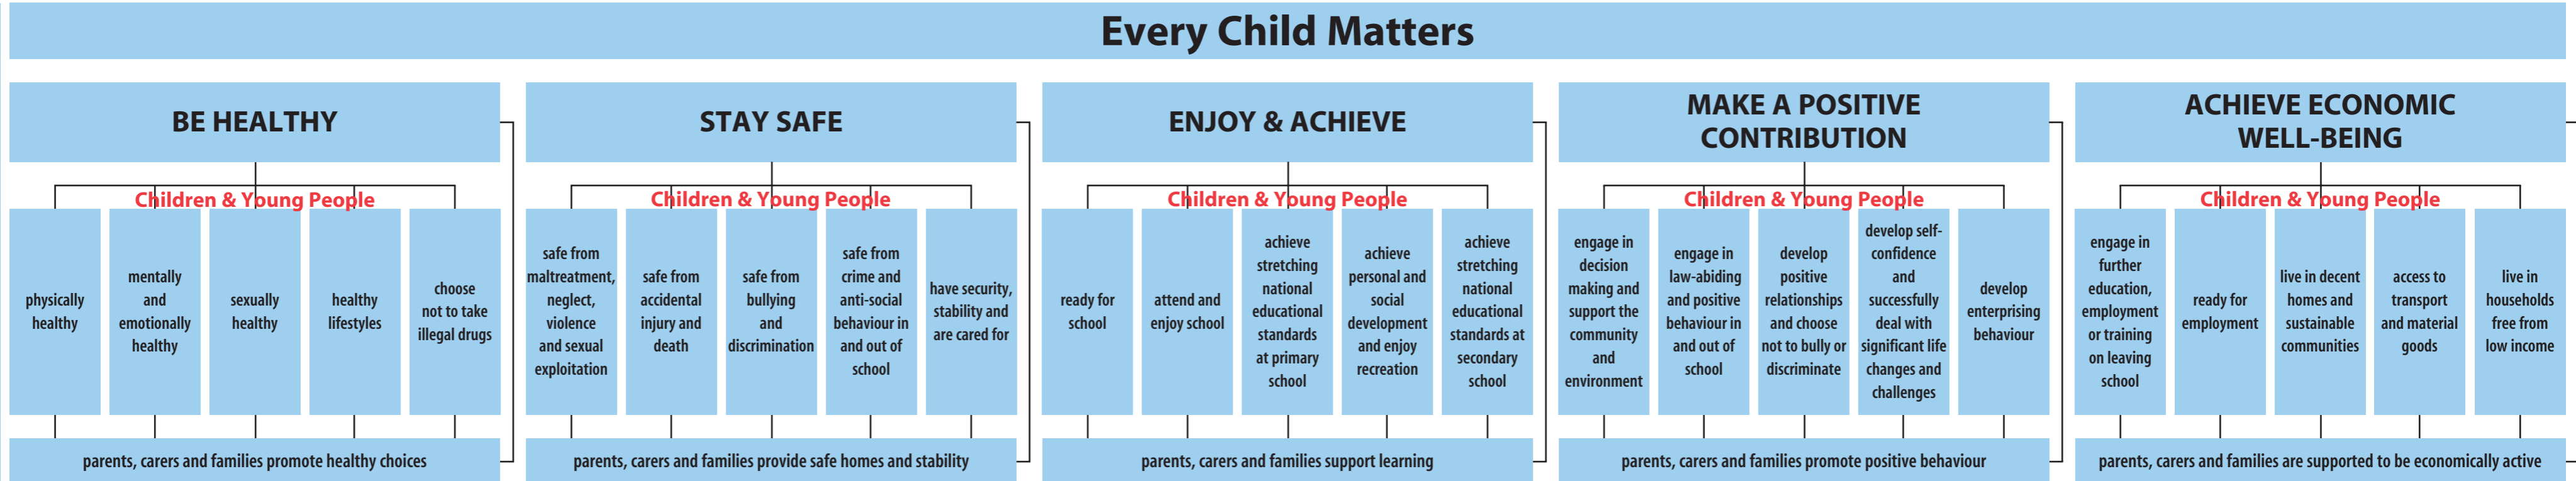 Every Child Matters
BE HEALTHY
Children & Young People
physically
healthy
mentally
and
emotionally
healthy
sexually
healthy
healthy
lifestyles
choose
not to take
illegal drugs
parents, carers and families promote healthy choices
STAY SAFE
Children & Young People
safe from
maltreatment,
neglect,
violence
and sexual
exploitation
safe from
accidental
injury and
death
safe from
bullying
and
discrimination
safe from
crime and
anti-social
behaviour in
and out of
school
have security,
stability and
are cared for
parents, carers and families provide safe homes and stability
ENJOY & ACHIEVE
Children & Young People
ready for
school
attend and
enjoy school
achieve
stretching
national
educational
standards
at primary
school
achieve
personal and
social
development
and enjoy
recreation
achieve
stretching
national
educational
standards at
secondary
school
parents, carers and families support learning
MAKE A POSITIVE
CONTRIBUTION
Children & Young People
engage in
decision
making and
support the
community
and
environment
engage in
law-abiding
and positive
behaviour in
and out of
school
develop
positive
relationships
and choose
not to bully or
discriminate
develop self-
confidence
and
successfully
deal with
significant life
changes and
challenges
develop
enterprising
behaviour
parents, carers and families promote positive behaviour
ACHIEVE ECONOMIC
WELL-BEING
Children & Young People
engage in
further
education,
employment
or training
on leaving
school
ready for
employment
live in decent
homes and
sustainable
communities
access to
transport
and material
goods
live in
households
free from
low income
parents, carers and families are supported to be economically active